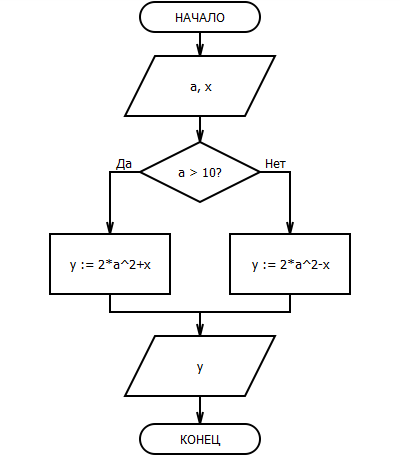 НАЧАЛО
a, x
a > 10?
Да
Нет
y := 2*a^2+x
y := 2*a^2-x
y
КОНЕЦ